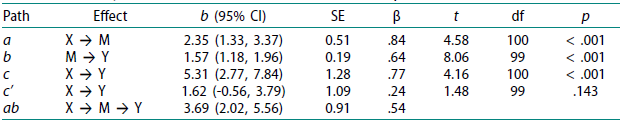 Path Effect b (95% CI) SE β t df p
a X → M 2.35 (1.33, 3.37) 0.51 .84 4.58 100 < .001
b M → Y 1.57 (1.18, 1.96) 0.19 .64 8.06 99 < .001
c X → Y 5.31 (2.77, 7.84) 1.28 .77 4.16 100 < .001
c′ X → Y 1.62 (-0.56, 3.79) 1.09 .24 1.48 99 .143
ab X → M → Y 3.69 (2.02, 5.56) 0.91 .54